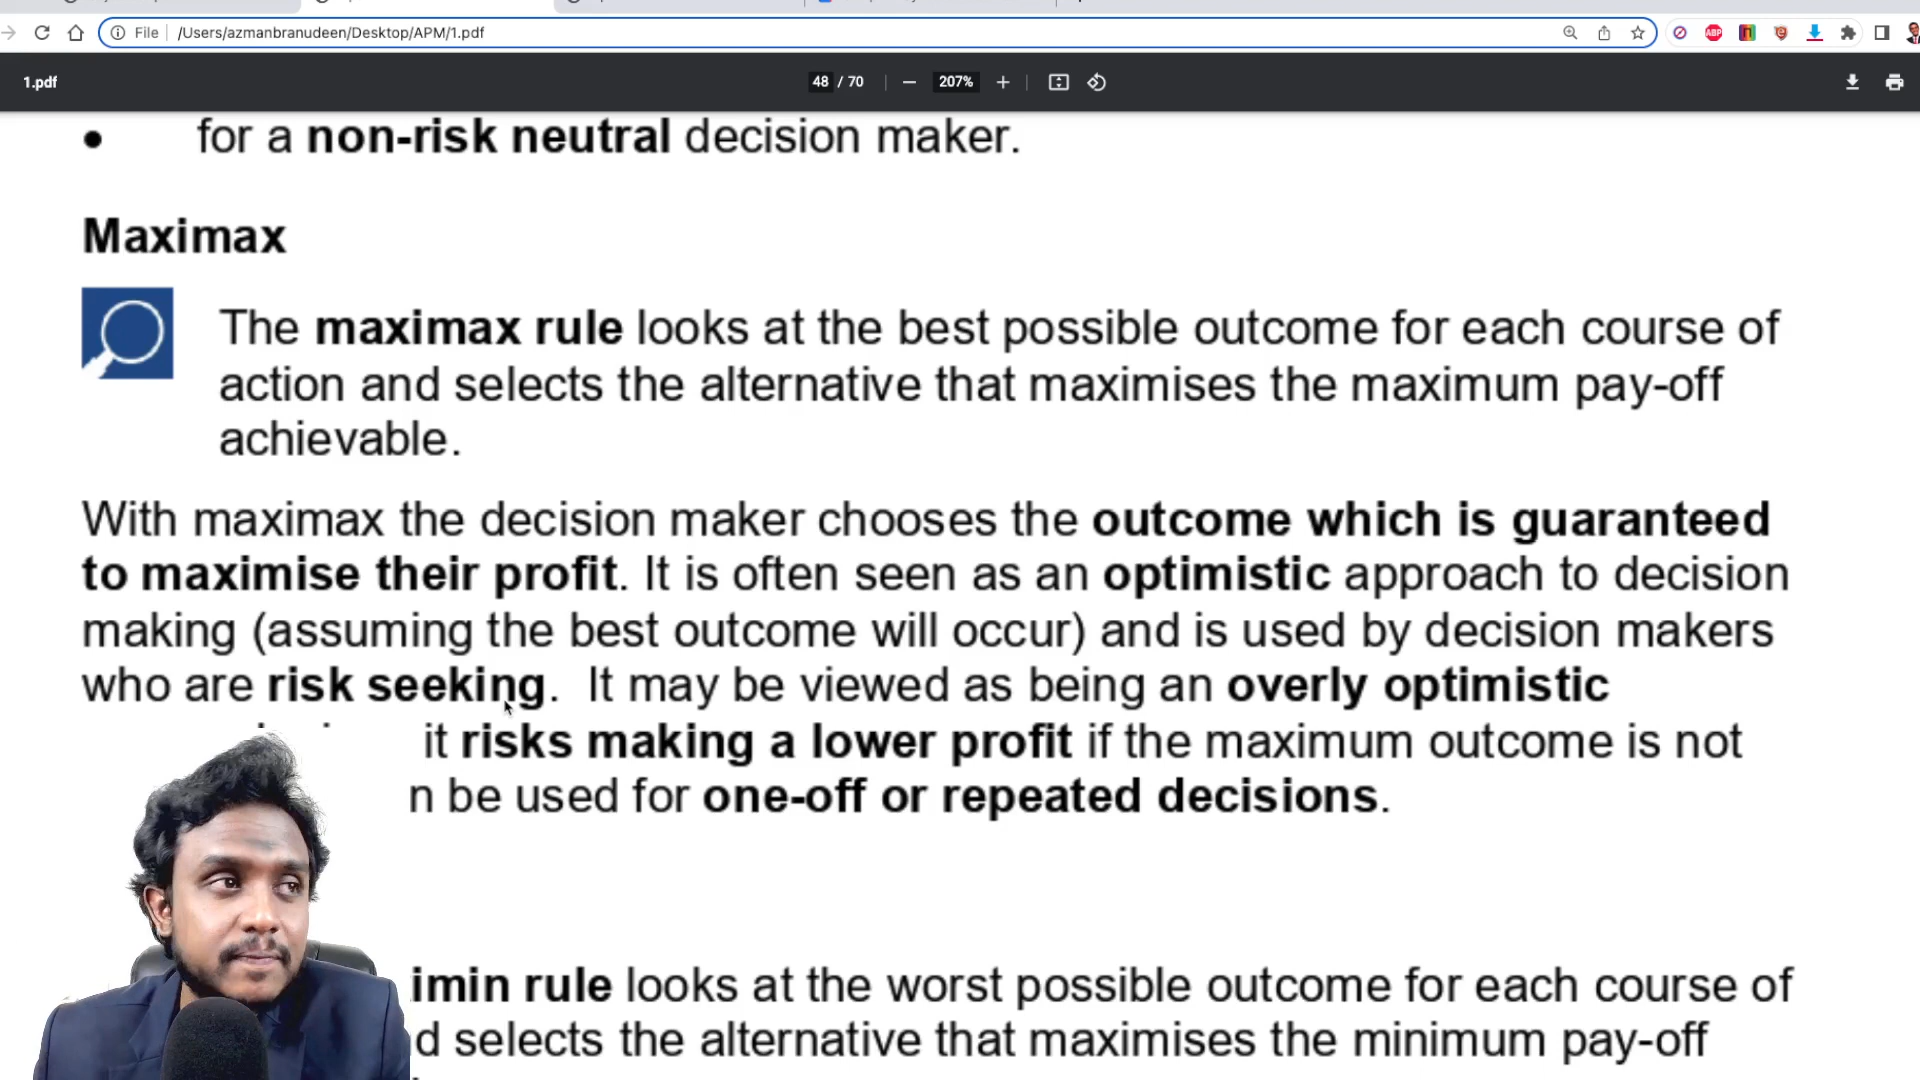 File
/Users/azmanbranudeen/Desktop/APM/1.pdf
ABP
1.pdf
48 / 70
207%
• for a non-risk neutral decision maker.
Maximax
The maximax rule looks at the best possible outcome for each course of
action and selects the alternative that maximises the maximum pay-off
achievable.
With maximax the decision maker chooses the outcome which is guaranteed
to maximise their profit. It is often seen as an optimistic approach to decision
making (assuming the best outcome will occur) and is used by decision makers
who are risk seeking. It may be viewed as being an overly optimistic
it risks making a lower profit if the maximum outcome is not
n be used for one-off or repeated decisions.
imin rule looks at the worst possible outcome for each course of
d selects the alternative that maximises the minimum pay-off